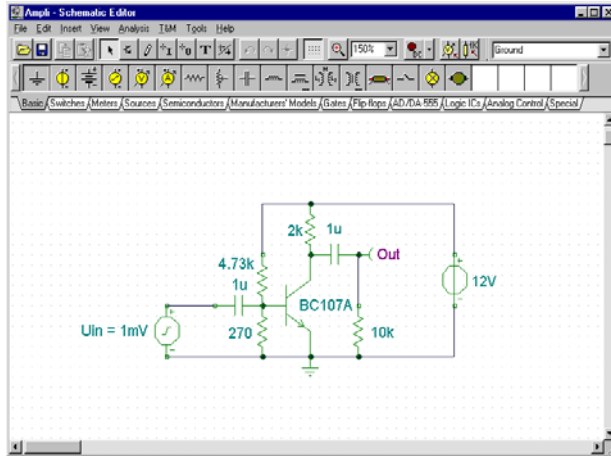 Ampli - Schematic Editor
File Edit Insert View Analysis T&M Tools Help
T 150% Ground
Basic Switches Meters Sources Semiconductors Manufacturers' Models Gates Flip-flops AD/DA-555 Logic ICs Analog Control Special
2k 1u
Out
4.73k
1u
12V
BC107A
Uin = 1mV 270 10k